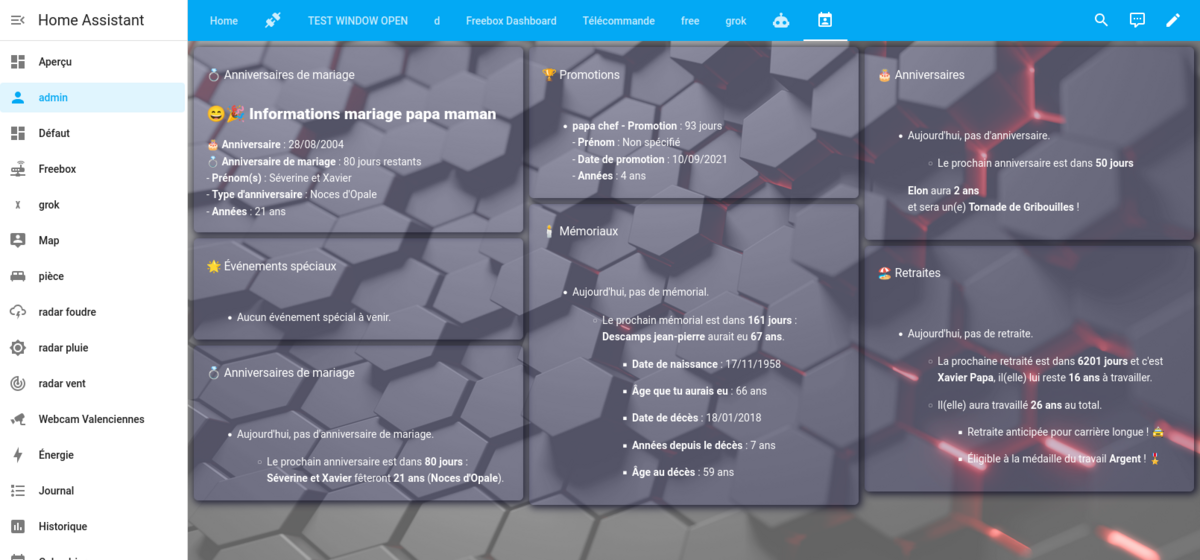 Home Assistant
Home
TEST WINDOW OPEN
d
Freebox Dashboard
Télécommande
free
grok
Aperçu
admin
Défaut
Freebox
x
grok
Map
pièce
radar foudre
radar pluie
radar vent
Webcam Valenciennes
Énergie
Journal
Historique
💍 Anniversaires de mariage
😄🎉 Informations mariage papa maman
🎂 Anniversaire : 28/08/2004
💍 Anniversaire de mariage : 80 jours restants
- Prénom(s) : Séverine et Xavier
- Type d'anniversaire : Noces d'Opale
- Années : 21 ans
🌟 Événements spéciaux
• Aucun événement spécial à venir.
💍 Anniversaires de mariage
• Aujourd'hui, pas d'anniversaire de mariage.
◦ Le prochain anniversaire est dans 80 jours :
Séverine et Xavier fêteront 21 ans (Noces d'Opale).
🏆 Promotions
• papa chef - Promotion : 93 jours
- Prénom : Non spécifié
- Date de promotion : 10/09/2021
- Années : 4 ans
🕯️ Mémoriaux
• Aujourd'hui, pas de mémorial.
◦ Le prochain mémorial est dans 161 jours :
Descamps jean-pierre aurait eu 67 ans.
▪ Date de naissance : 17/11/1958
▪ Âge que tu aurais eu : 66 ans
▪ Date de décès : 18/01/2018
▪ Années depuis le décès : 7 ans
▪ Âge au décès : 59 ans
🎂 Anniversaires
• Aujourd'hui, pas d'anniversaire.
◦ Le prochain anniversaire est dans 50 jours
Elon aura 2 ans
et sera un(e) Tornade de Gribouilles !
🏖️ Retraites
• Aujourd'hui, pas de retraite.
◦ La prochaine retraité est dans 6201 jours et c'est
Xavier Papa, il(elle) lui reste 16 ans à travailler.
◦ Il(elle) aura travaillé 26 ans au total.
▪ Retraite anticipée pour carrière longue ! 👷
▪ Éligible à la médaille du travail Argent ! 🎖️